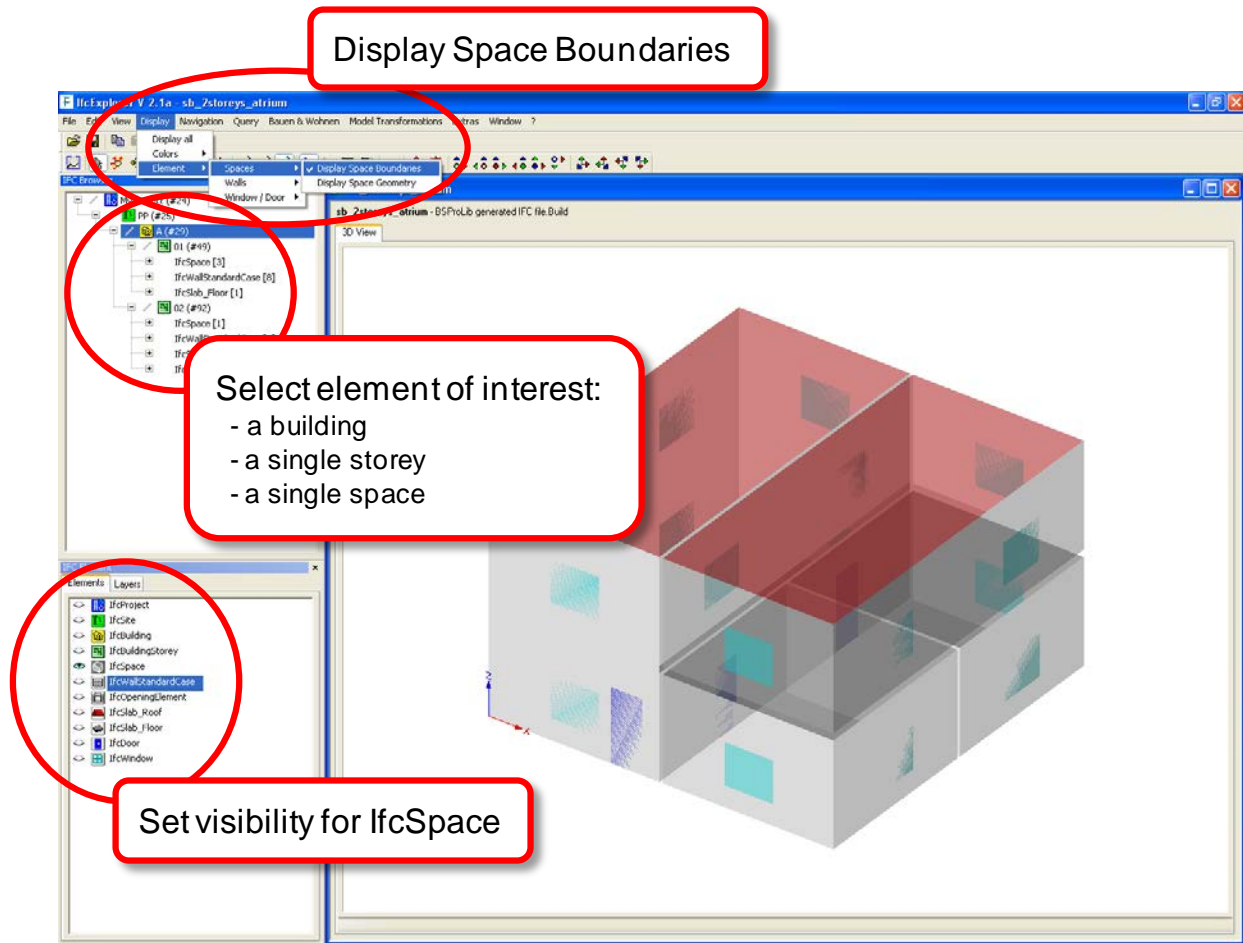 Display Space Boundaries
IfcExplorer V 2.1a - sb_2storeys_atrium
File Edit View Display Navigation Query Bauen & Wohnen Model Transformations Extras Window ?
Display all
Colors
Element
Spaces
Display Space Boundaries
Walls
Display Space Geometry
Window / Door
IFC Browser
(#24)
PP (#25)
sb_2storeys_atrium - BSProLib generated IFC file.Build
A (#29)
3D View
01 (#49)
IfcSpace [3]
IfcWallStandardCase [8]
IfcSlab_Floor [1]
02 (#92)
IfcSpace [1]
Select element of interest:
- a building
- a single storey
- a single space
Elements Layers
IfcProject
IfcSite
IfcBuilding
IfcBuildingStorey
IfcSpace
IfcWallStandardCase
IfcOpeningElement
IfcSlab_Roof
IfcSlab_Floor
IfcDoor
IfcWindow
Z
X
Set visibility for IfcSpace